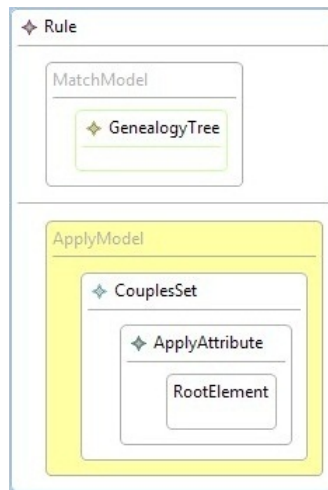 Rule
MatchModel
GenealogyTree
ApplyModel
CouplesSet
ApplyAttribute
RootElement